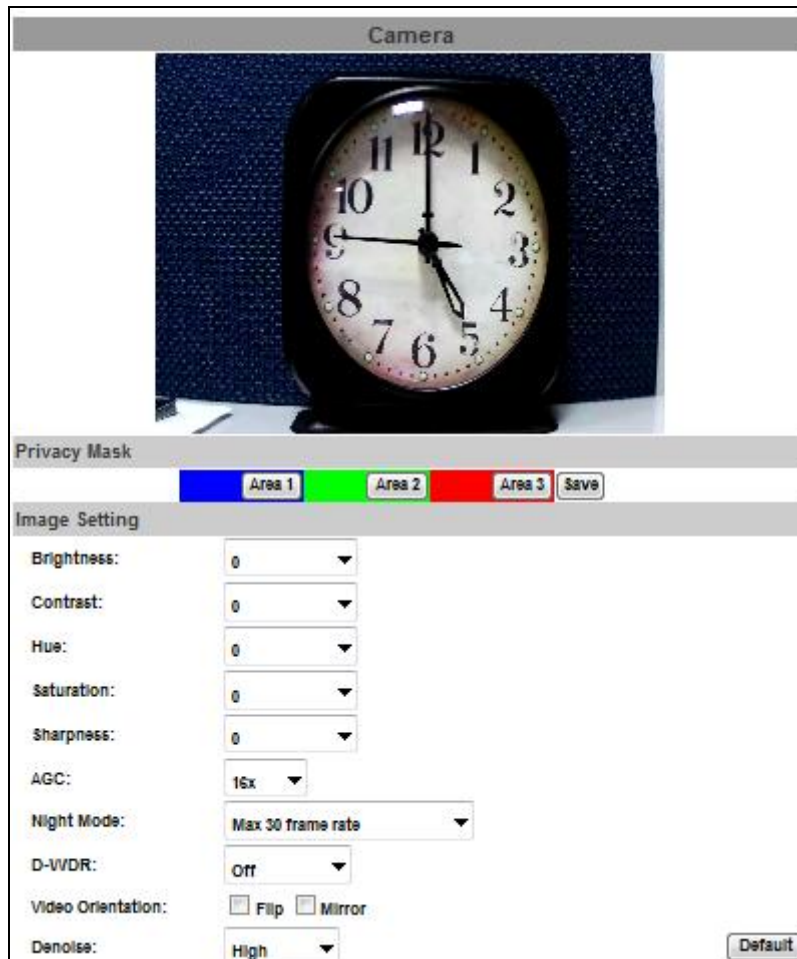 Camera
12
11
1
10
2
9
3
8
4
7
5
6
Privacy Mask
Area 1 Area 2 Area 3 Save
Image Setting
Brightness: 0
Contrast: 0
Hue: 0
Saturation: 0
Sharpness: 0
AGC: 16x
Night Mode: Max 30 frame rate
D-WDR: Off
Video Orientation: Flip Mirror
Denoise: High Default